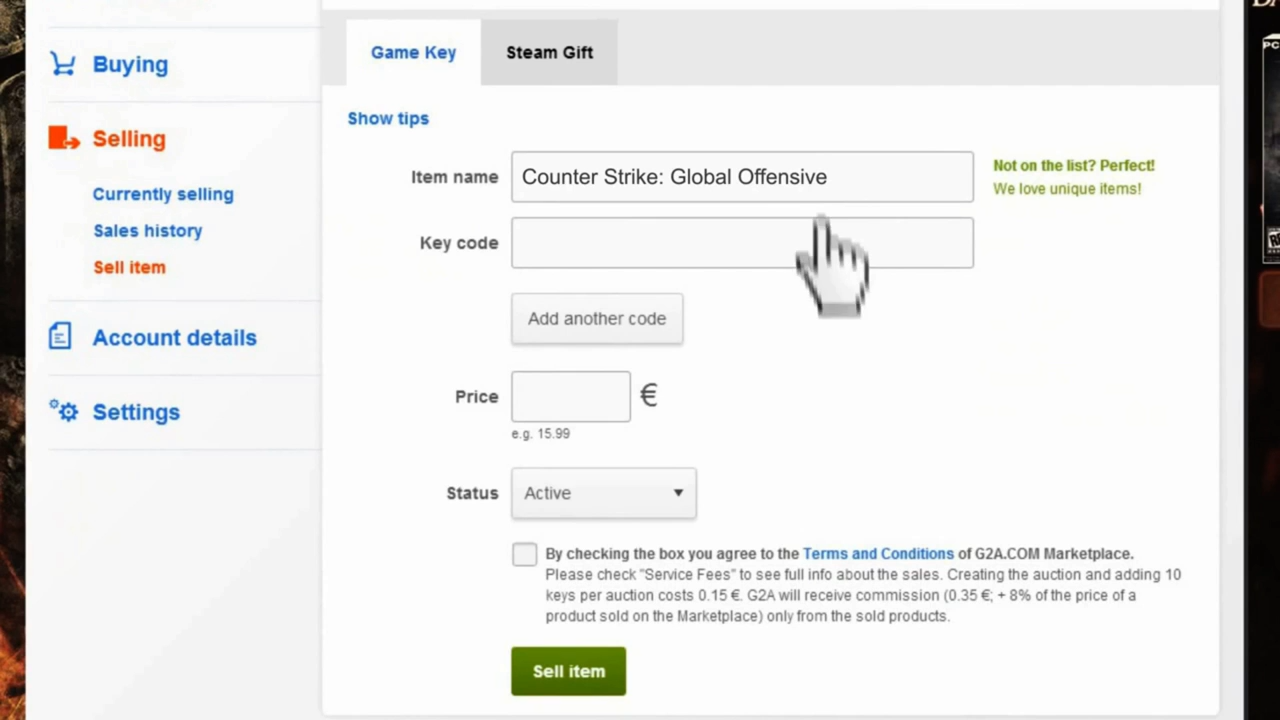 Buying
Selling
Currently selling
Sales history
Sell item
Account details
Settings
Game Key
Steam Gift
Show tips
Item name
Counter Strike: Global Offensive
Not on the list? Perfect!
We love unique items!
Key code
Add another code
Price
€
e.g. 15.99
Status
Active
By checking the box you agree to the Terms and Conditions of G2A.COM Marketplace.
Please check "Service Fees" to see full info about the sales. Creating the auction and adding 10
keys per auction costs 0.15 €. G2A will receive commission (0.35 €; + 8% of the price of a
product sold on the Marketplace) only from the sold products.
Sell item
PC